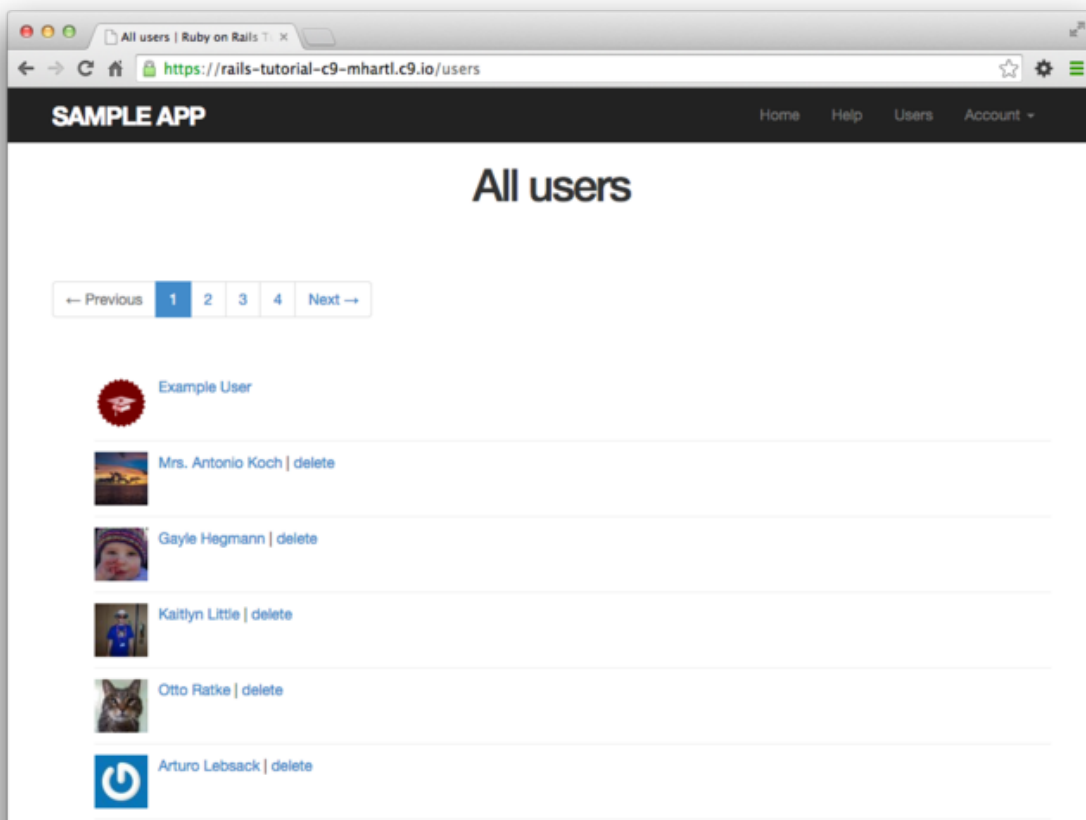 All users | Ruby on Rails Tu
https://rails-tutorial-c9-mhartl.c9.io/users
SAMPLE APP Home Help Users Account
All users
← Previous 1 2 3 4 Next →
Example User
Mrs. Antonio Koch | delete
Gayle Hegmann | delete
Kaitlyn Little | delete
Otto Ratke | delete
Arturo Lebsack | delete